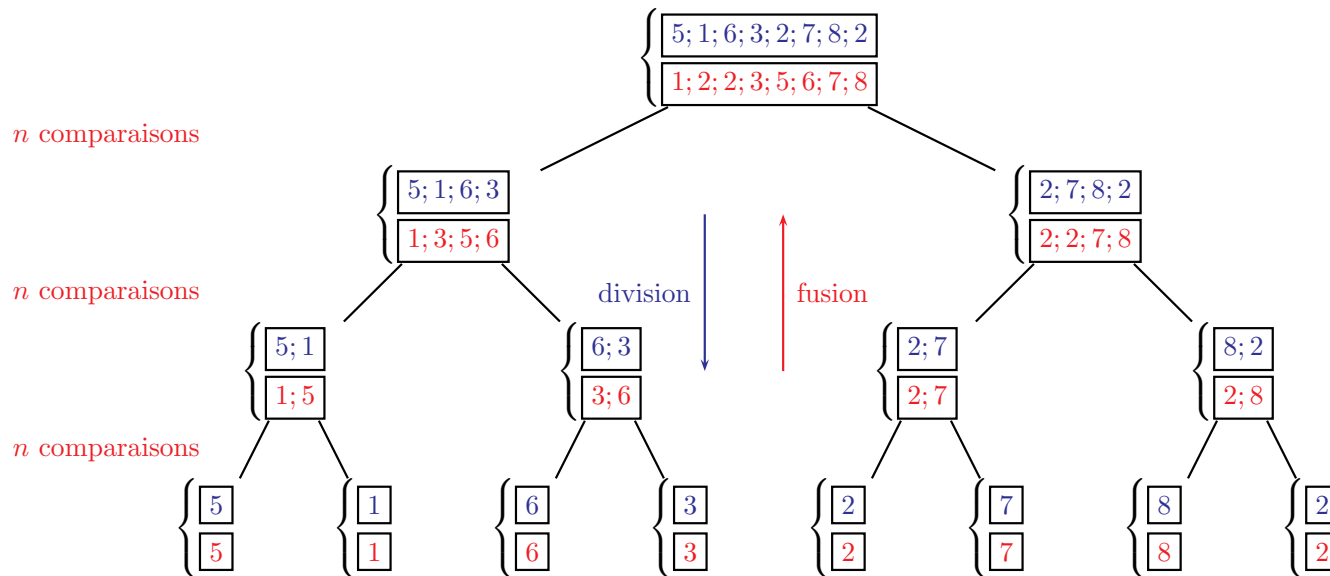 5; 1; 6; 3; 2; 7; 8; 2
1; 2; 2; 3; 5; 6; 7; 8
n comparaisons
5; 1; 6; 3
2; 7; 8; 2
1; 3; 5; 6
2; 2; 7; 8
n comparaisons
division
fusion
5; 1
6; 3
2; 7
8; 2
1; 5
3; 6
2; 7
2; 8
n comparaisons
5
1
6
3
2
7
8
2
5
1
6
3
2
7
8
2